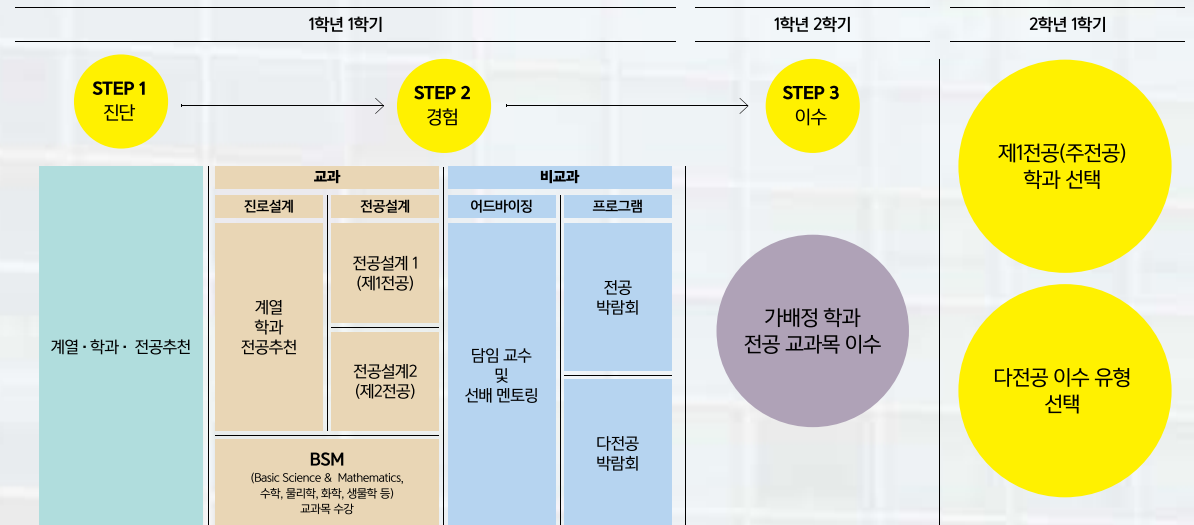 1학년 1학기
1학년 2학기
2학년 1학기
STEP 1
진단
STEP 2
경험
STEP 3
이수
교과
비교과
진로설계
전공설계
어드바이징
프로그램
계열·학과· 전공추천
계열
학과
전공추천
전공설계 1
(제1전공)
전공설계2
(제2전공)
BSM
(Basic Science & Mathematics,
수학, 물리학, 화학, 생물학 등)
교과목 수강
담임 교수
및
선배 멘토링
전공
박람회
다전공
박람회
가배정 학과
전공 교과목 이수
제1전공(주전공)
학과 선택
다전공 이수 유형
선택